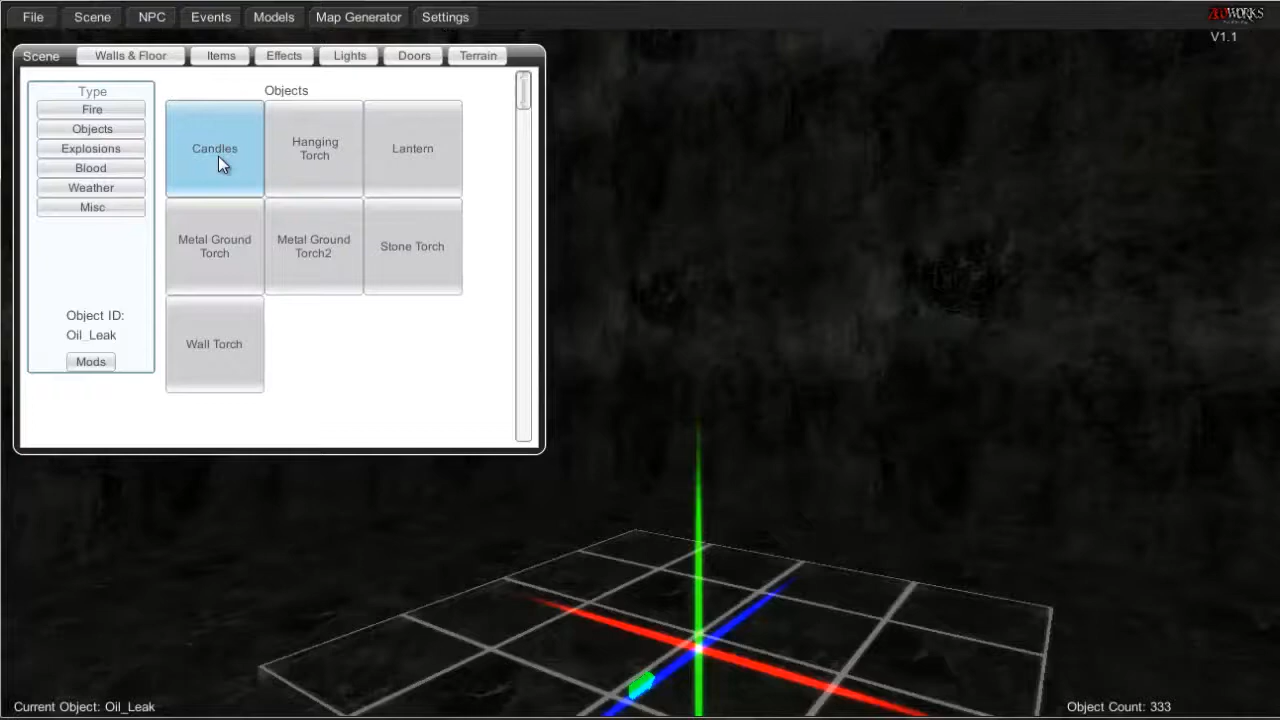 File Scene NPC Events Models Map Generator Settings
ZEOWORKS
V1.1
Scene Walls & Floor Items Effects Lights Doors Terrain
Type
Fire
Objects
Explosions
Blood
Weather
Misc
Object ID:
Oil_Leak
Mods
Objects
Candles
Hanging
Torch
Lantern
Metal Ground
Torch
Metal Ground
Torch2
Stone Torch
Wall Torch
Current Object: Oil_Leak
Object Count: 333